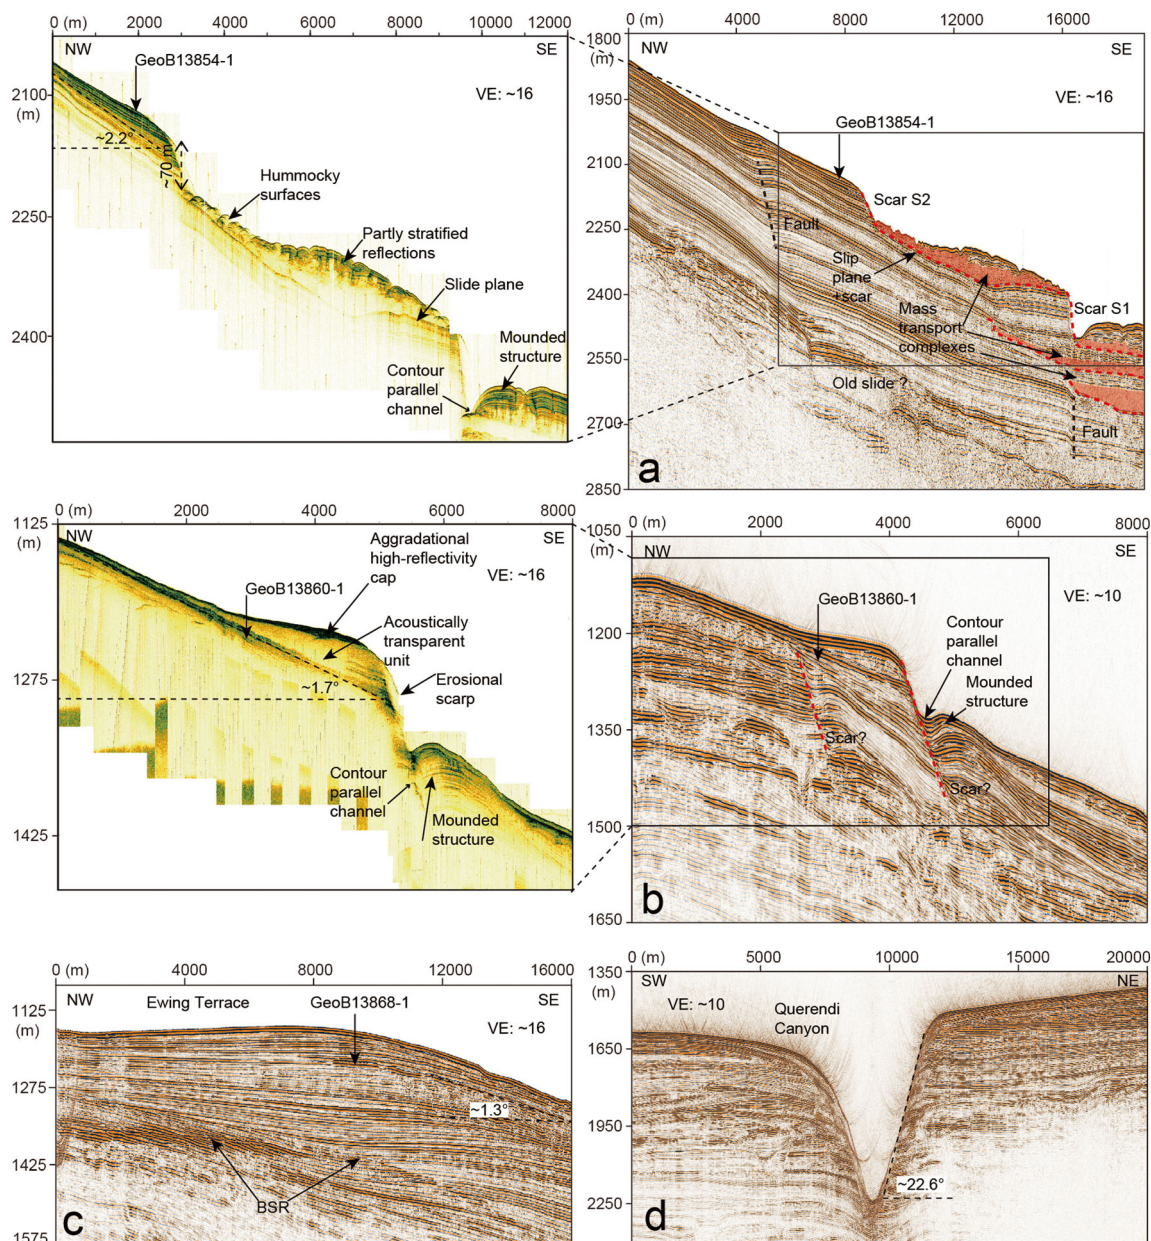 0 (m) 2000 4000 6000 8000 10000 12000
NW
SE
GeoB13854-1
VE: ~16
2100
(m)
~2.2°
~70 m
Hummocky
surfaces
2250
Partly stratified
reflections
Slide plane
2400
Mounded
structure
Contour
parallel
channel
0 (m) 4000 8000 12000 16000
1800
(m)
NW
SE
1950
VE: ~16
GeoB13854-1
2100
Scar S2
2250
Fault
Slip
plane
+scar
2400
Mass
transport
complexes
Scar S1
2550
Old slide ?
2700
Fault
2850
a
0 (m) 2000 4000 6000 8000
1125
(m)
NW
SE
Aggradational
high-reflectivity
cap
VE: ~16
GeoB13860-1
Acoustically
transparent
unit
1275
~1.7°
Erosional
scarp
Contour
parallel
channel
1425
Mounded
structure
0 (m) 2000 4000 6000 8000
1050
(m)
NW
SE
VE: ~10
GeoB13860-1
1200
Contour
parallel
channel
Mounded
structure
1350
Scar?
Scar?
1500
1650
b
0 (m) 4000 8000 12000 16000
NW
Ewing Terrace
GeoB13868-1
SE
1125
(m)
VE: ~16
1275
~1.3°
1425
BSR
1575
c
0 (m) 5000 10000 15000 20000
1350
(m)
SW
NE
VE: ~10
Querendi
Canyon
1650
1950
~22.6°
2250
d